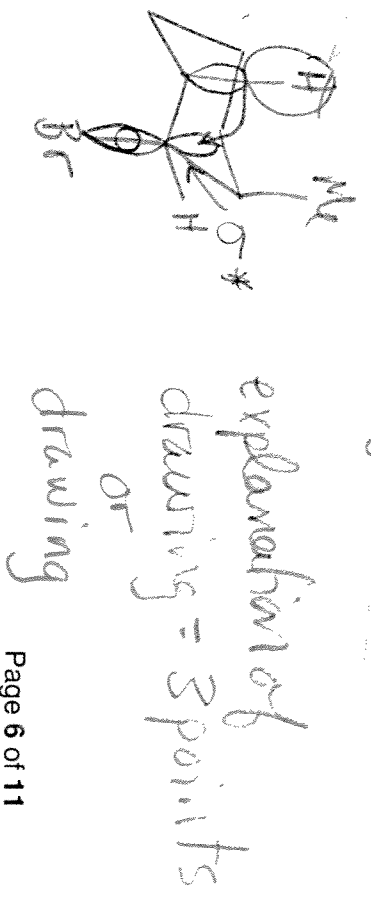 H
Me
Br
H
σ*
explanation of
drawing = 3 points
or
drawing
Page 6 of 11